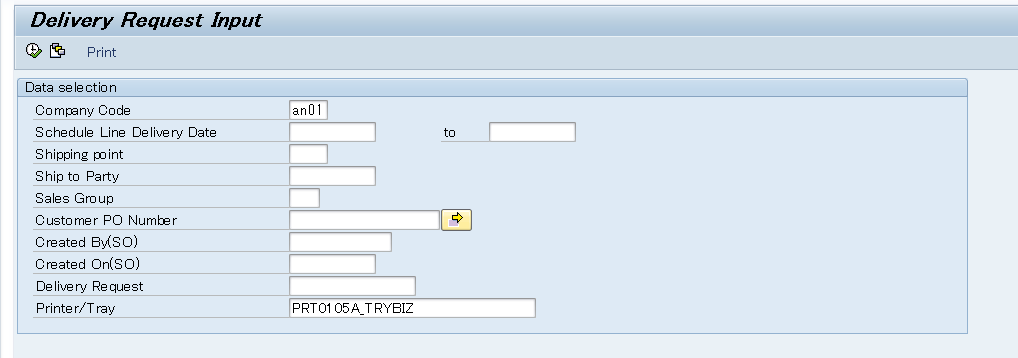 Delivery Request Input
Print
Data selection
Company Code an01
Schedule Line Delivery Date to
Shipping point
Ship to Party
Sales Group
Customer PO Number
Created By(SO)
Created On(SO)
Delivery Request
Printer/Tray PRT0105A_TRYBIZ